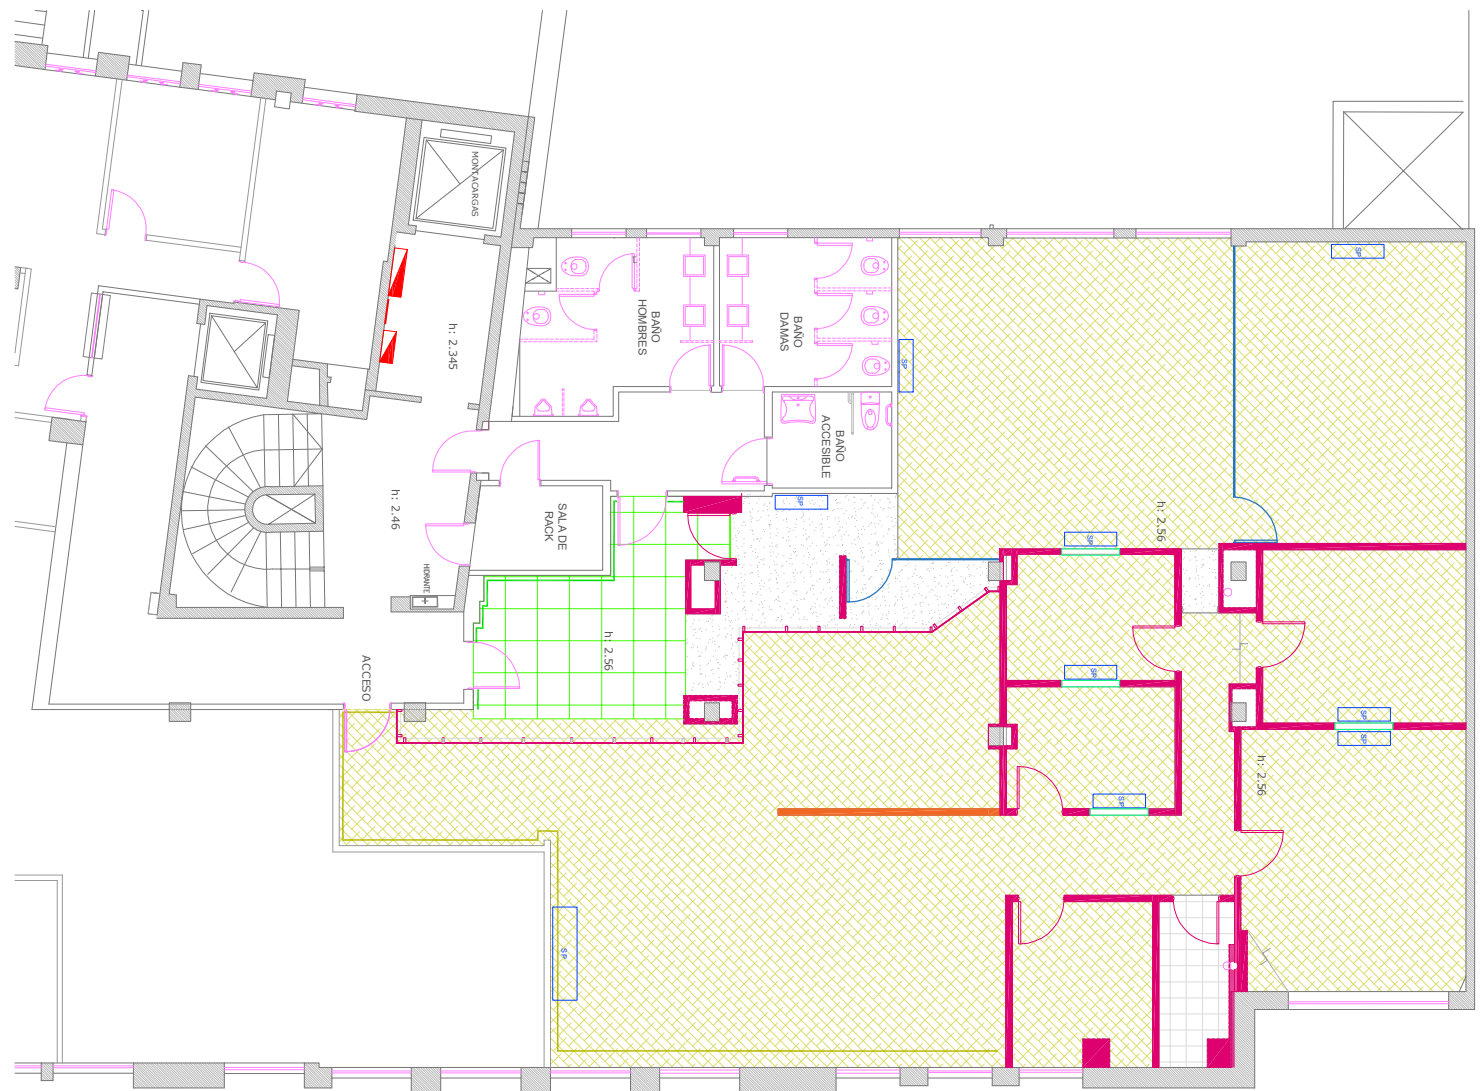 MONTACARGAS
h: 2.345
BAÑO
HOMBRES
BAÑO
DAMAS
BAÑO
ACCESIBLE
SP
SP
SP
h: 2.46
SALA DE
RACK
h: 2.56
SP
HIDRANTE
h: 2.56
ACCESO
SP
SP
SP
h: 2.56
SP
SP